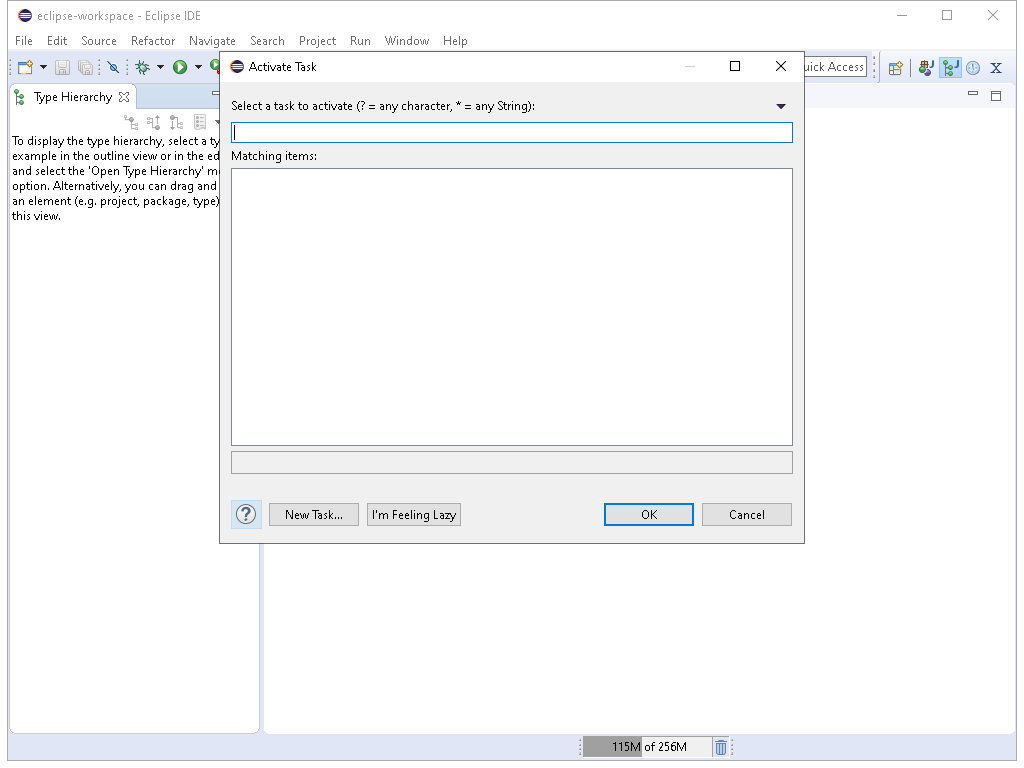 eclipse-workspace - Eclipse IDE
File Edit Source Refactor Navigate Search Project Run Window Help
Activate Task
Access
Type Hierarchy
Select a task to activate (? = any character, * = any String):
Matching items:
To display the type hierarchy, select a
example in the outline view or in the
and select the 'Open Type Hierarchy'
option. Alternatively, you can drag and
an element (e.g. project, package, type)
this view.
New Task... I'm Feeling Lazy OK Cancel
115M of 256M